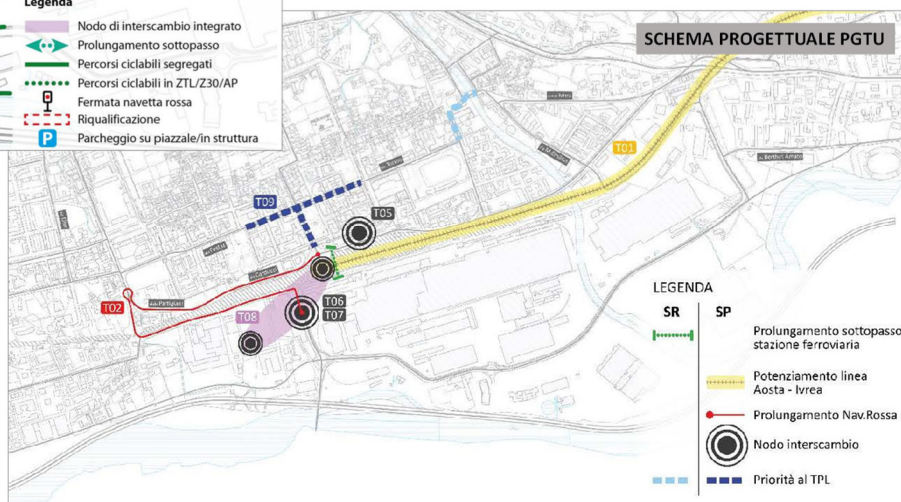 Legenda
Nodo di interscambio integrato
Prolungamento sottopasso
Percorsi ciclabili segregati
Percorsi ciclabili in ZTL/Z30/AP
Fermata navetta rossa
Riqualificazione
P Parcheggio su piazzale/in struttura
SCHEMA PROGETTUALE PGTU
T01
T09
T05
T02
T08
T06
T07
LEGENDA
SR SP
Prolungamento sottopasso
stazione ferroviaria
Potenziamento linea
Aosta - Ivrea
Prolungamento Nav.Rossa
Nodo interscambio
Priorità al TPL